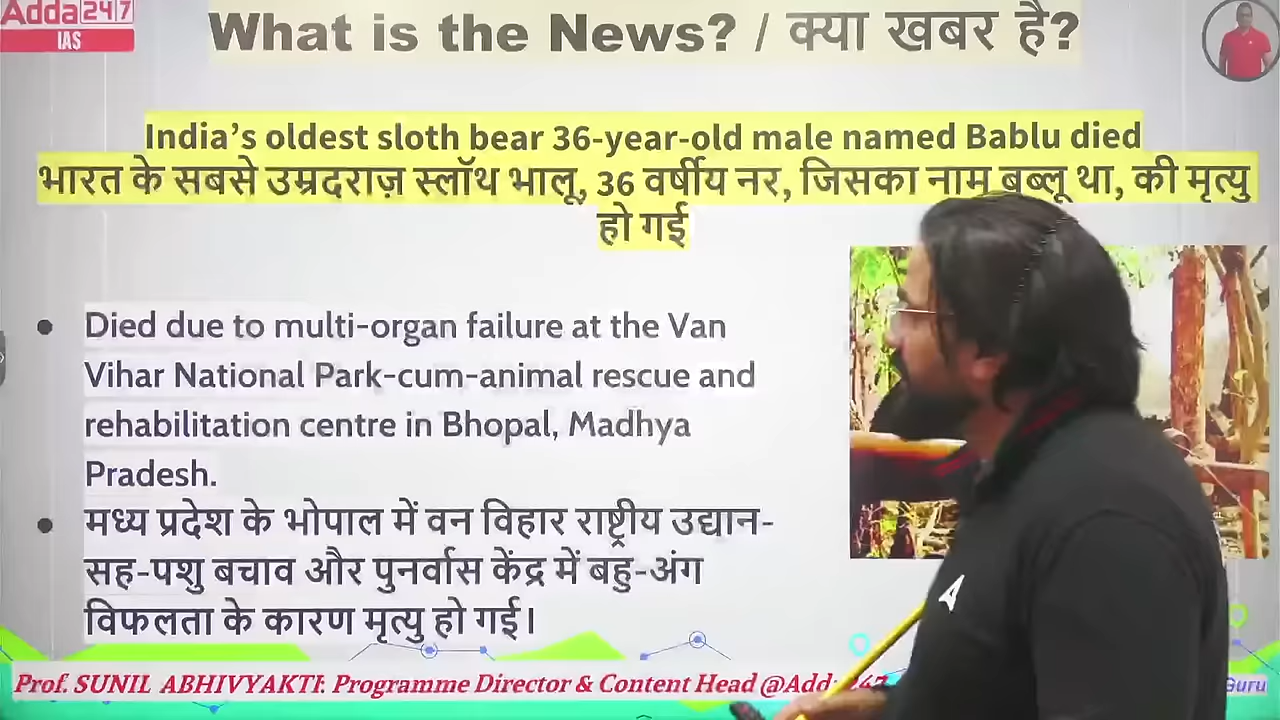 Adda247
IAS
What is the News? / क्या खबर है?
India’s oldest sloth bear 36-year-old male named Bablu died
भारत के सबसे उम्रदराज़ स्लॉथ भालू, 36 वर्षीय नर, जिसका नाम बब्लू था, की मृत्यु
हो गई
• Died due to multi-organ failure at the Van
Vihar National Park-cum-animal rescue and
rehabilitation centre in Bhopal, Madhya
Pradesh.
• मध्य प्रदेश के भोपाल में वन विहार राष्ट्रीय उद्यान-
सह-पशु बचाव और पुनर्वास केंद्र में बहु-अंग
विफलता के कारण मृत्यु हो गई।
Prof. SUNIL ABHIVYAKTI: Programme Director & Content Head @Adda247
Guru